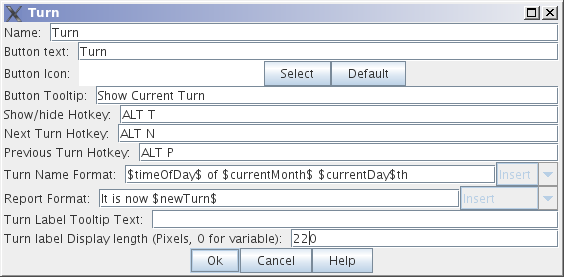 Turn
Name: Turn
Button text: Turn
Button Icon: Select Default
Button Tooltip: Show Current Turn
Show/hide Hotkey: ALT T
Next Turn Hotkey: ALT N
Previous Turn Hotkey: ALT P
Turn Name Format: $timeOfDay$ of $currentMonth$ $currentDay$th Insert
Report Format: It is now $newTurn$ Insert
Turn Label Tooltip Text:
Turn label Display length (Pixels, 0 for variable): 220
Ok Cancel Help